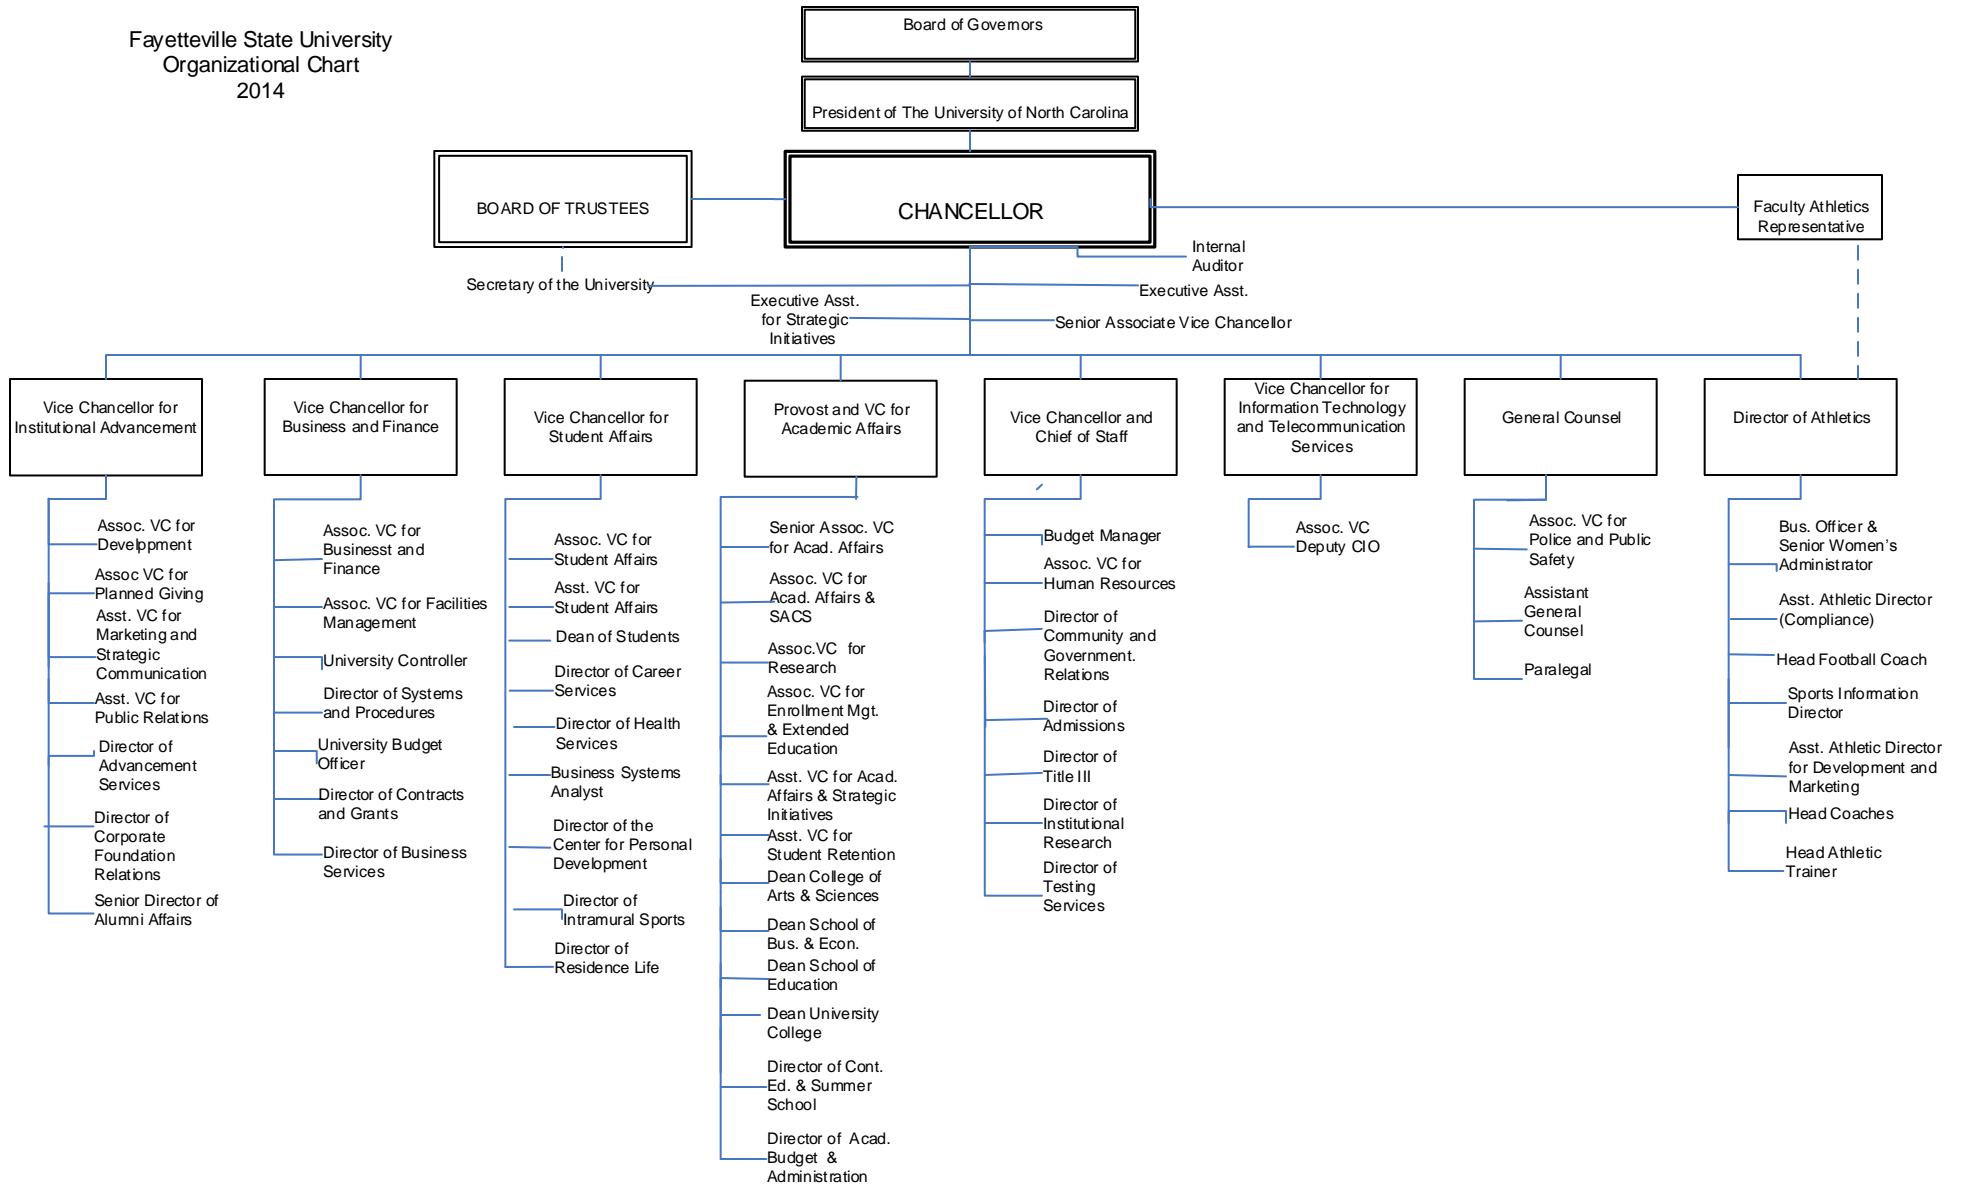 Fayetteville State University
Organizational Chart
2014
Board of Governors
President of The University of North Carolina
BOARD OF TRUSTEES
CHANCELLOR
Faculty Athletics
Representative
Internal
Auditor
Secretary of the University
Executive Asst.
Executive Asst.
for Strategic
Initiatives
Senior Associate Vice Chancellor
Vice Chancellor for
Institutional Advancement
Vice Chancellor for
Business and Finance
Vice Chancellor for
Student Affairs
Provost and VC for
Academic Affairs
Vice Chancellor and
Chief of Staff
Vice Chancellor for
Information Technology
and Telecommunication
Services
General Counsel
Director of Athletics
Assoc. VC for
Development
Assoc VC for
Planned Giving
Asst. VC for
Marketing and
Strategic
Communication
Asst. VC for
Public Relations
Director of
Advancement
Services
Director of
Corporate
Foundation
Relations
Senior Director of
Alumni Affairs
Assoc. VC for
Businesst and
Finance
Assoc. VC for Facilities
Management
University Controller
Director of Systems
and Procedures
University Budget
Officer
Director of Contracts
and Grants
Director of Business
Services
Assoc. VC for
Student Affairs
Asst. VC for
Student Affairs
Dean of Students
Director of Career
Services
Director of Health
Services
Business Systems
Analyst
Director of the
Center for Personal
Development
Director of
Intramural Sports
Director of
Residence Life
Senior Assoc. VC
for Acad. Affairs
Assoc. VC for
Acad. Affairs &
SACS
Assoc.VC for
Research
Assoc. VC for
Enrollment Mgt.
& Extended
Education
Asst. VC for Acad.
Affairs & Strategic
Initiatives
Asst. VC for
Student Retention
Dean College of
Arts & Sciences
Dean School of
Bus. & Econ.
Dean School of
Education
Dean University
College
Director of Cont.
Ed. & Summer
School
Director of Acad.
Budget &
Administration
Budget Manager
Assoc. VC for
Human Resources
Director of
Community and
Government.
Relations
Director of
Admissions
Director of
Title III
Director of
Institutional
Research
Director of
Testing
Services
Assoc. VC
Deputy CIO
Assoc. VC for
Police and Public
Safety
Assistant
General
Counsel
Paralegal
Bus. Officer &
Senior Women's
Administrator
Asst. Athletic Director
(Compliance)
Head Football Coach
Sports Information
Director
Asst. Athletic Director
for Development and
Marketing
Head Coaches
Head Athletic
Trainer